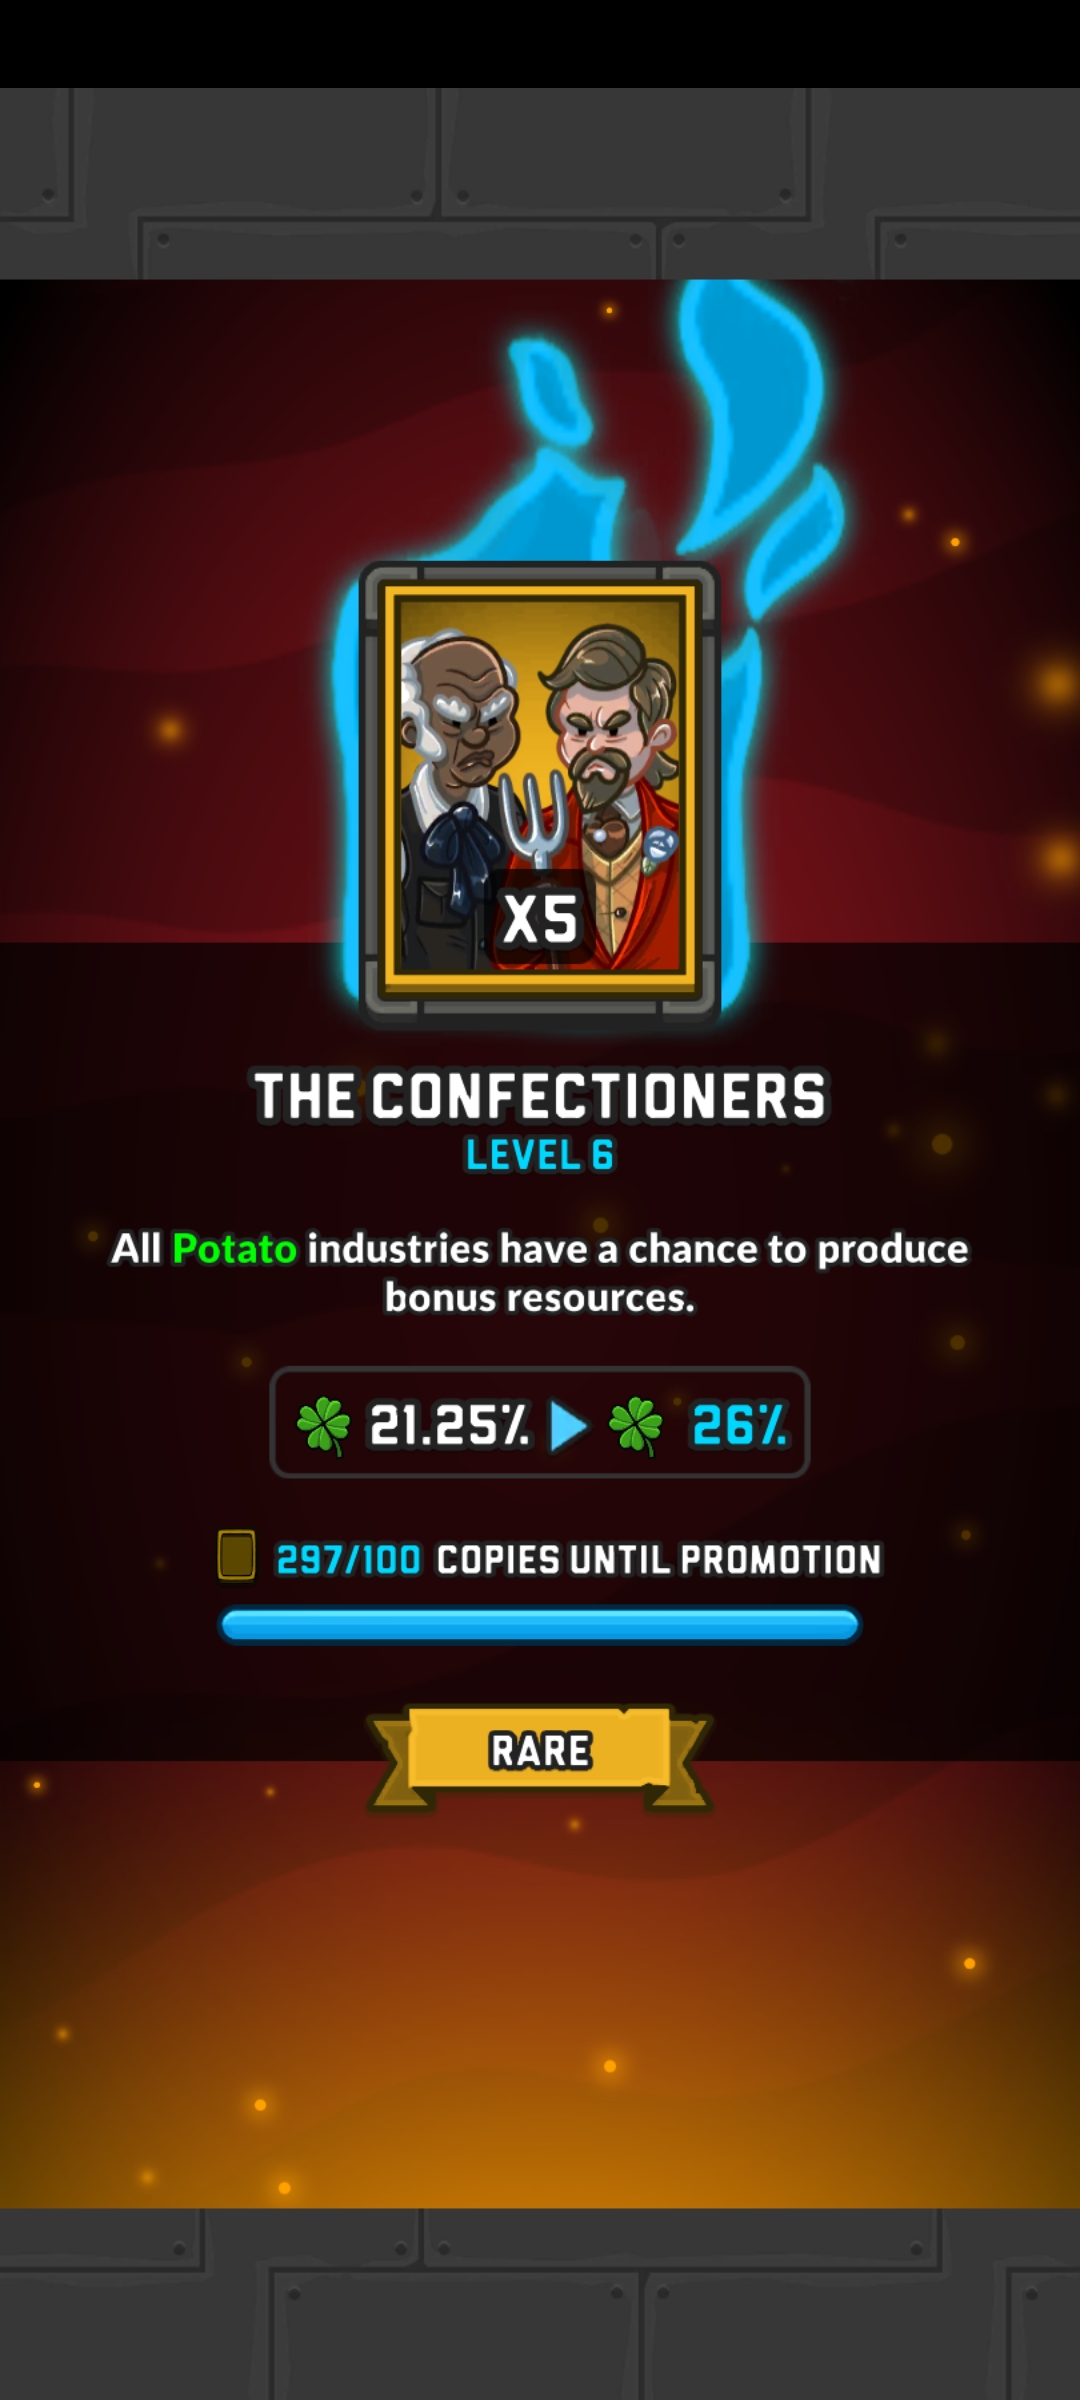 X5
THE CONFECTIONERS
LEVEL 6
All Potato industries have a chance to produce
bonus resources.
21.25% 26%
297/100 COPIES UNTIL PROMOTION
RARE